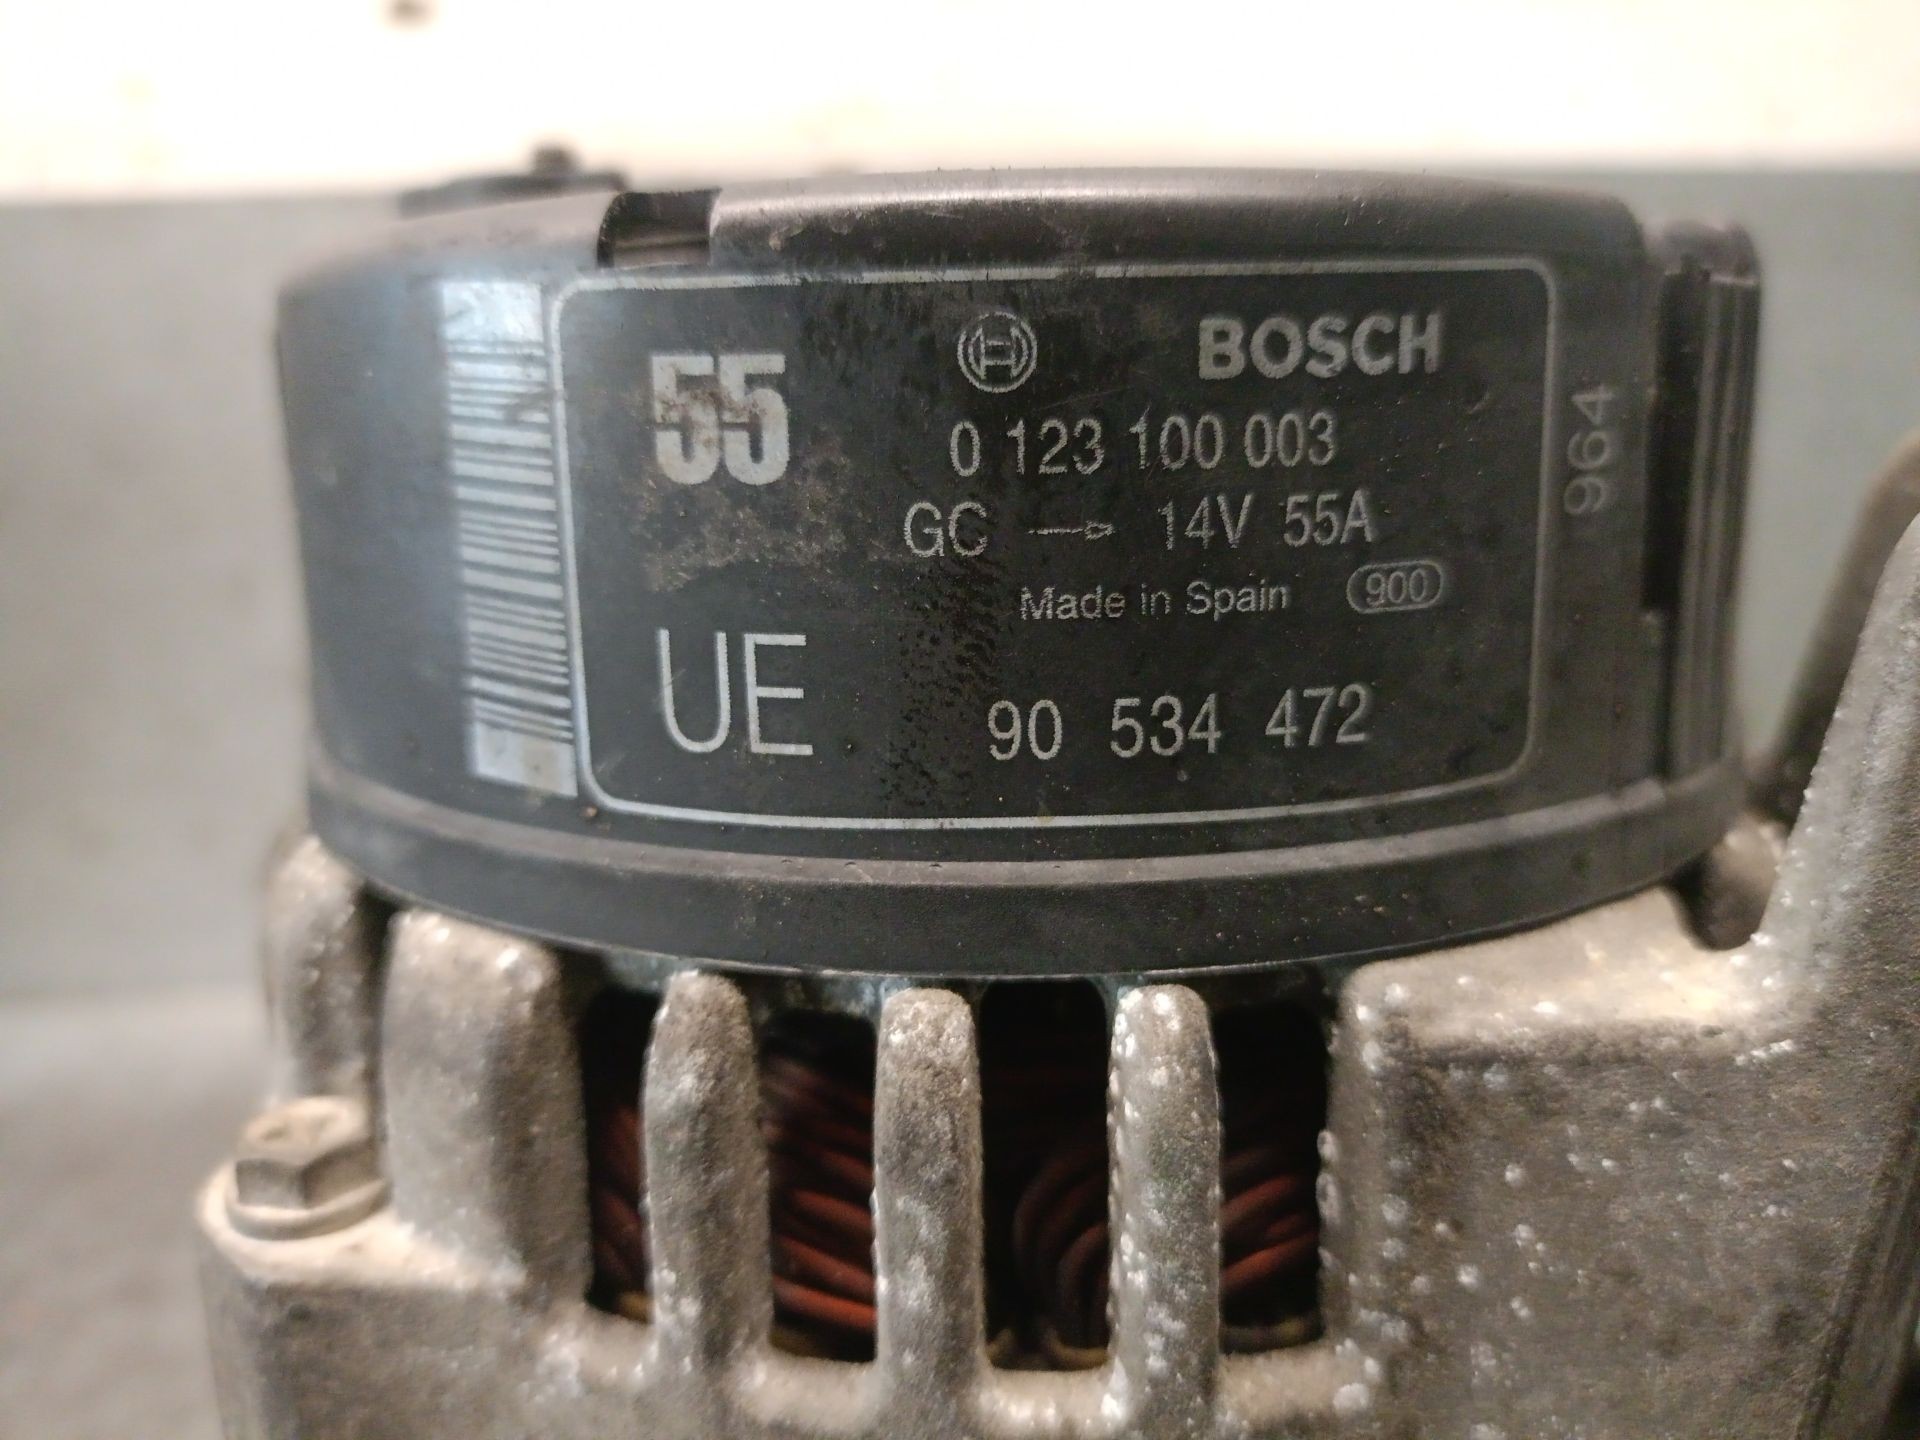 55
BOSCH
0 123 100 003
GC 14V 55A
Made in Spain 900
UE
90 534 472
964